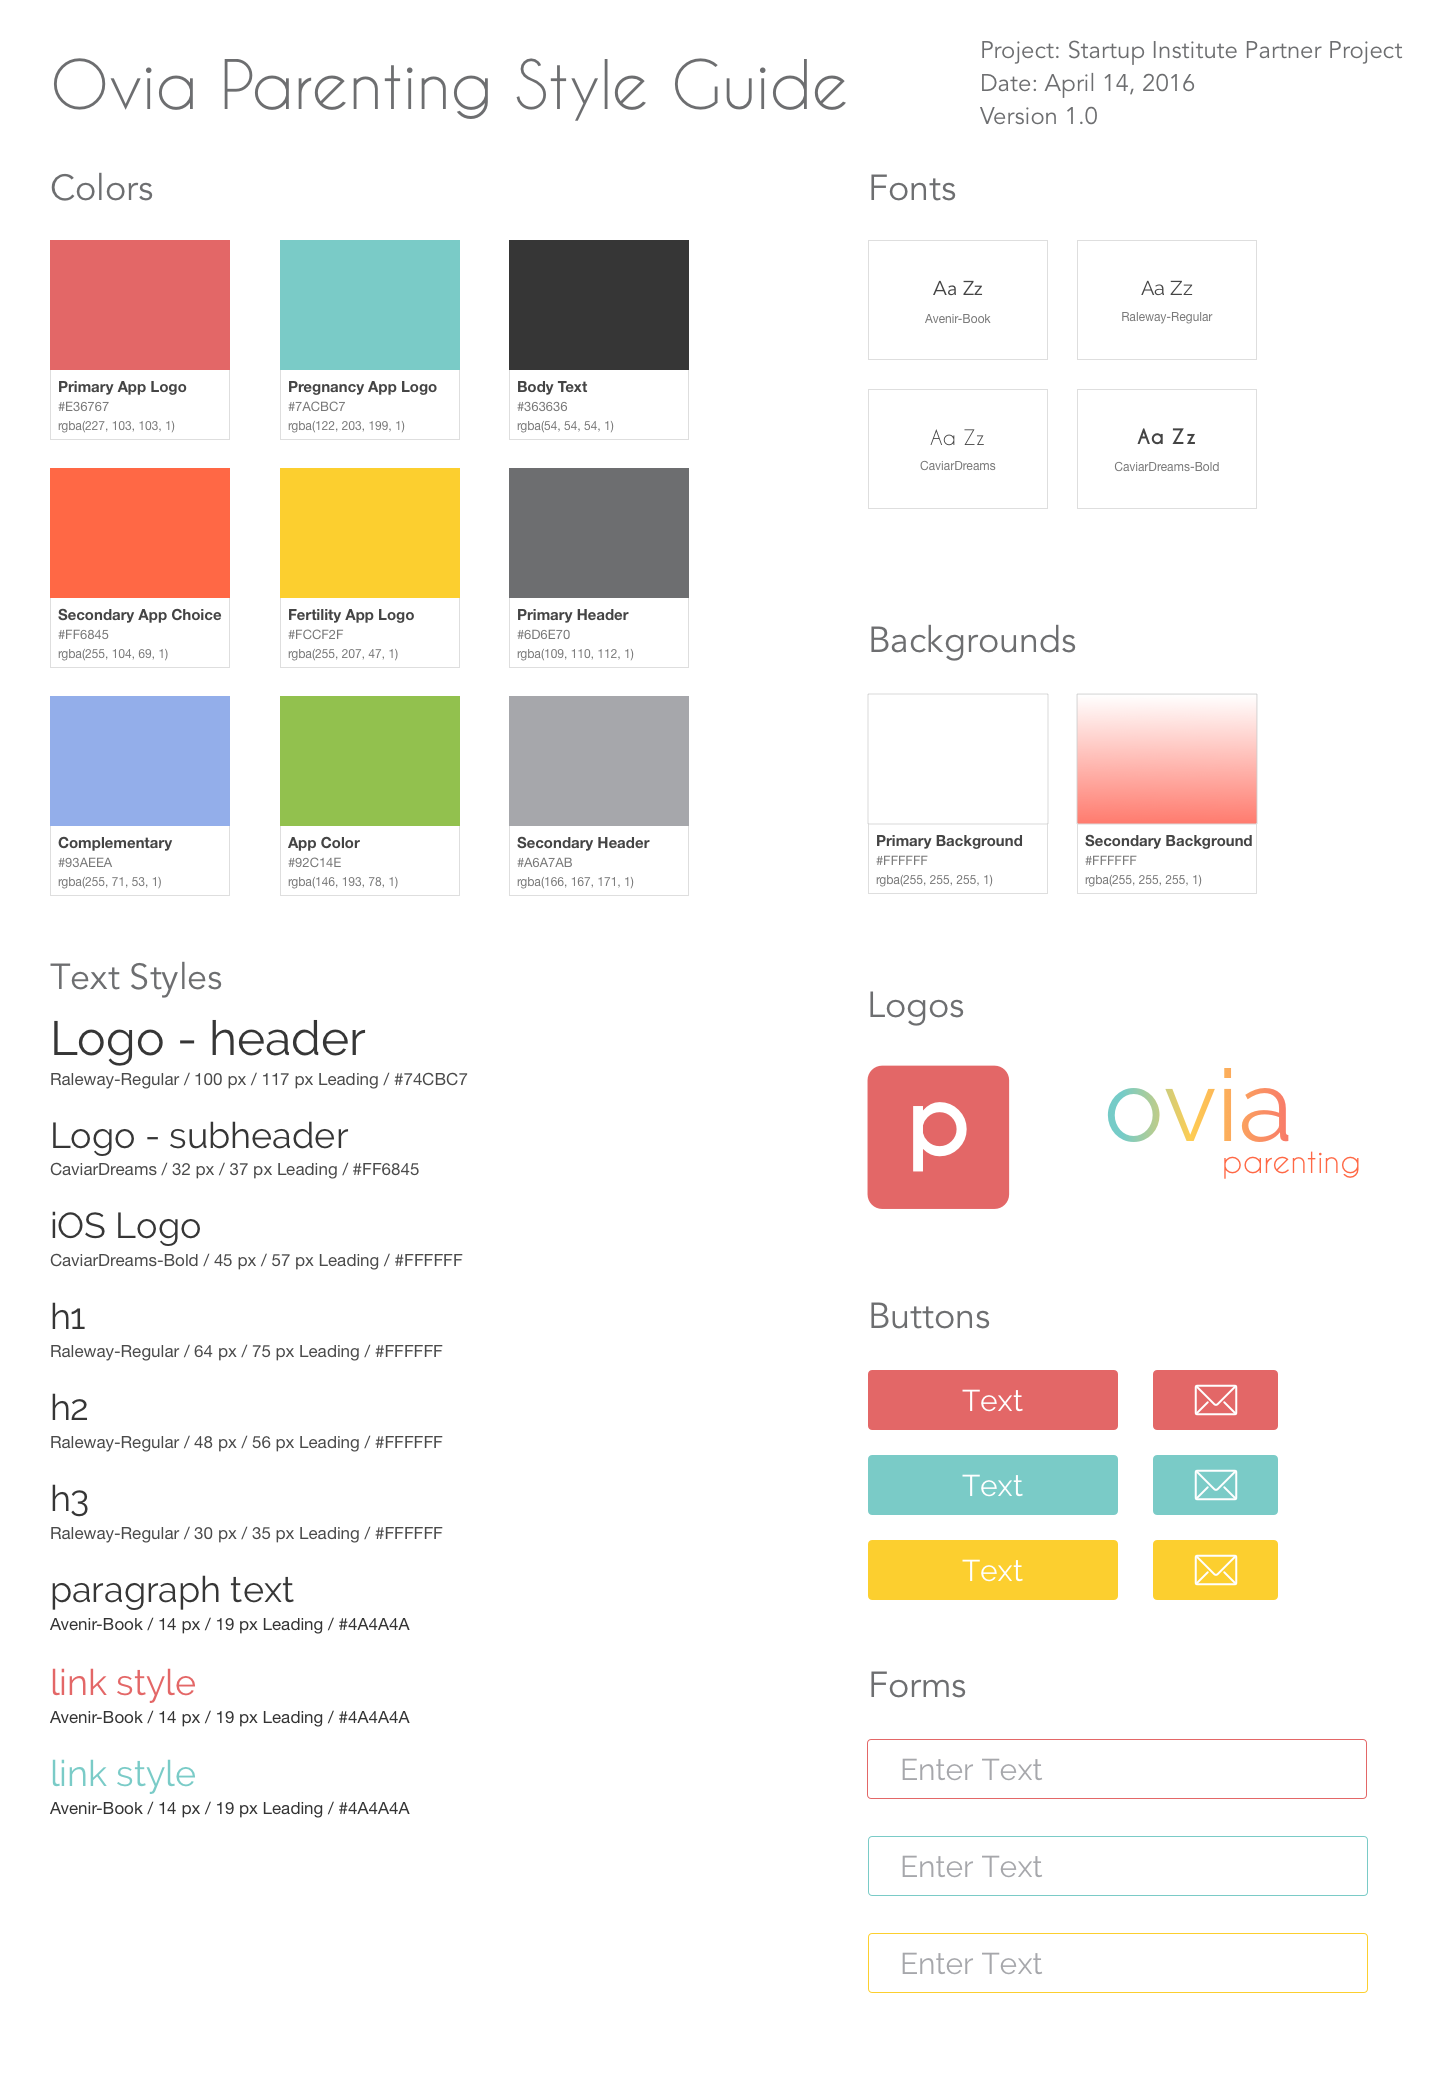 Ovia Parenting Style Guide
Project: Startup Institute Partner Project
Date: April 14, 2016
Version 1.0
Colors
Primary App Logo
#E36767
rgba(227, 103, 103, 1)
Pregnancy App Logo
#7ACBC7
rgba(122, 203, 199, 1)
Body Text
#363636
rgba(54, 54, 54, 1)
Secondary App Choice
#FF6845
rgba(255, 104, 69, 1)
Fertility App Logo
#FCCF2F
rgba(255, 207, 47, 1)
Primary Header
#6D6E70
rgba(109, 110, 112, 1)
Complementary
#93AEEA
rgba(255, 71, 53, 1)
App Color
#92C14E
rgba(146, 193, 78, 1)
Secondary Header
#A6A7AB
rgba(166, 167, 171, 1)
Fonts
Aa Zz
Avenir-Book
Aa Zz
Raleway-Regular
Aa Zz
CaviarDreams
Aa Zz
CaviarDreams-Bold
Backgrounds
Primary Background
#FFFFFF
rgba(255, 255, 255, 1)
Secondary Background
#FFFFFF
rgba(255, 255, 255, 1)
Text Styles
Logo - header
Raleway-Regular / 100 px / 117 px Leading / #74CBC7
Logo - subheader
CaviarDreams / 32 px / 37 px Leading / #FF6845
iOS Logo
CaviarDreams-Bold / 45 px / 57 px Leading / #FFFFFF
h1
Raleway-Regular / 64 px / 75 px Leading / #FFFFFF
h2
Raleway-Regular / 48 px / 56 px Leading / #FFFFFF
h3
Raleway-Regular / 30 px / 35 px Leading / #FFFFFF
paragraph text
Avenir-Book / 14 px / 19 px Leading / #4A4A4A
link style
Avenir-Book / 14 px / 19 px Leading / #4A4A4A
link style
Avenir-Book / 14 px / 19 px Leading / #4A4A4A
Logos
p
ovia
parenting
Buttons
Text
Text
Text
Forms
Enter Text
Enter Text
Enter Text